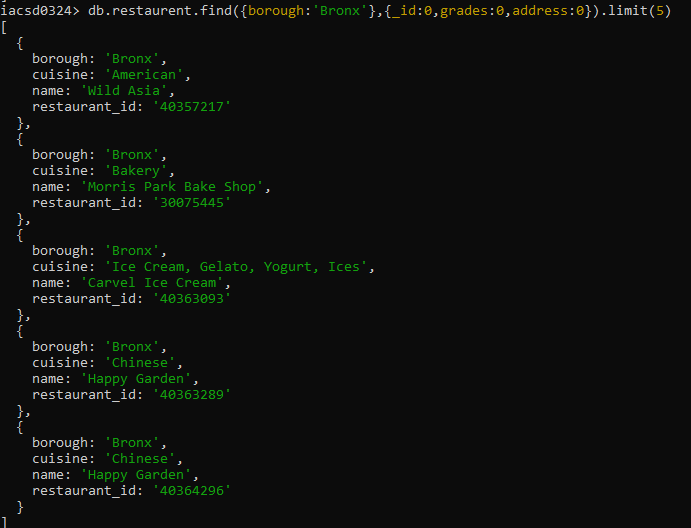 iacsd0324> db.restaurent.find({borough:'Bronx'},{_id:0,grades:0,address:0}).limit(5)
[
  {
    borough: 'Bronx',
    cuisine: 'American',
    name: 'Wild Asia',
    restaurant_id: '40357217'
  },
  {
    borough: 'Bronx',
    cuisine: 'Bakery',
    name: 'Morris Park Bake Shop',
    restaurant_id: '30075445'
  },
  {
    borough: 'Bronx',
    cuisine: 'Ice Cream, Gelato, Yogurt, Ices',
    name: 'Carvel Ice Cream',
    restaurant_id: '40363093'
  },
  {
    borough: 'Bronx',
    cuisine: 'Chinese',
    name: 'Happy Garden',
    restaurant_id: '40363289'
  },
  {
    borough: 'Bronx',
    cuisine: 'Chinese',
    name: 'Happy Garden',
    restaurant_id: '40364296'
  }
]